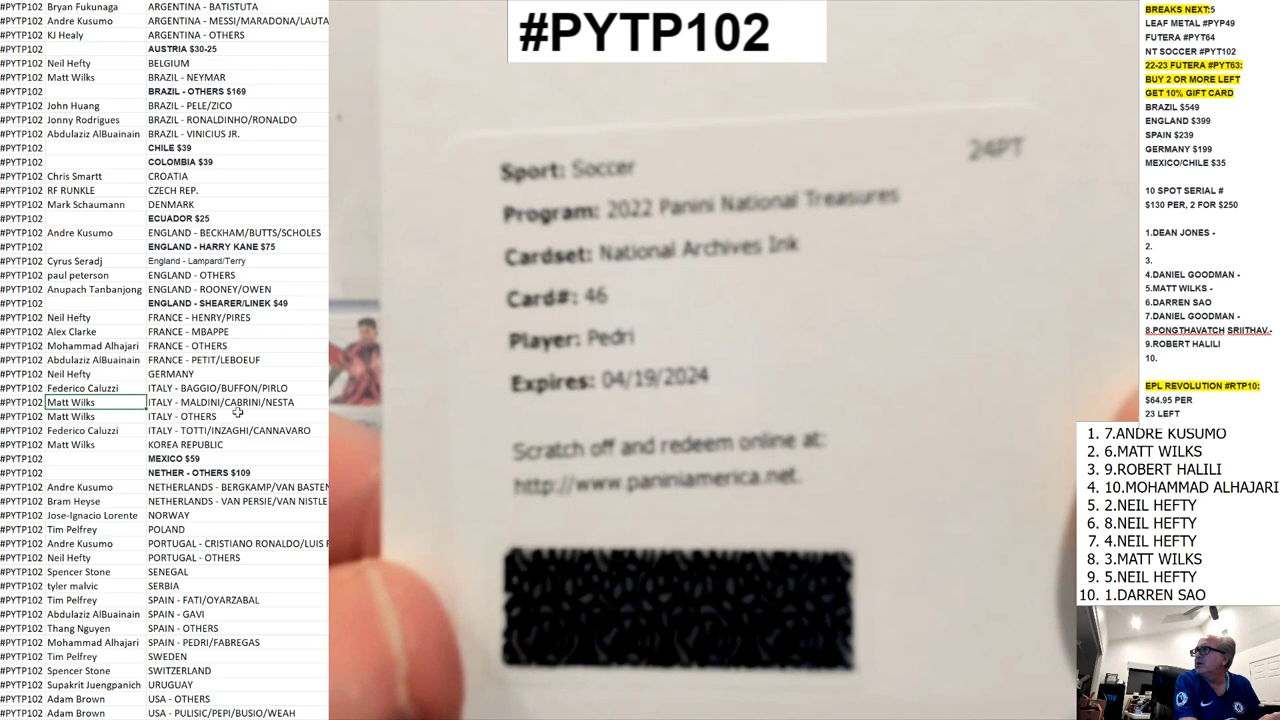 #PYTP102 Bryan Fukunaga ARGENTINA - BATISTUTA
#PYTP102 Andre Kusumo ARGENTINA - MESSI/MARADONA/LAUTA
#PYTP102 KJ Healy ARGENTINA - OTHERS
#PYTP102 AUSTRIA $30-25
#PYTP102 Neil Hefty BELGIUM
#PYTP102 Matt Wilks BRAZIL - NEYMAR
#PYTP102 BRAZIL - OTHERS $169
#PYTP102 John Huang BRAZIL - PELE/ZICO
#PYTP102 Jonny Rodrigues BRAZIL - RONALDINHO/RONALDO
#PYTP102 Abdulaziz AlBuainain BRAZIL - VINICIUS JR.
#PYTP102 CHILE $39
#PYTP102 COLOMBIA $39
#PYTP102 Chris Smartt CROATIA
#PYTP102 RF RUNKLE CZECH REP.
#PYTP102 Mark Schaumann DENMARK
#PYTP102 ECUADOR $25
#PYTP102 Andre Kusumo ENGLAND - BECKHAM/BUTTS/SCHOLES
#PYTP102 ENGLAND - HARRY KANE $75
#PYTP102 Cyrus Seradj England - Lampard/Terry
#PYTP102 paul peterson ENGLAND - OTHERS
#PYTP102 Anupach Tanbanjong ENGLAND - ROONEY/OWEN
#PYTP102 ENGLAND - SHEARER/LINEK $49
#PYTP102 Neil Hefty FRANCE - HENRY/PIRES
#PYTP102 Alex Clarke FRANCE - MBAPPE
#PYTP102 Mohammad Alhajari FRANCE - OTHERS
#PYTP102 Abdulaziz AlBuainain FRANCE - PETIT/LEBOEUF
#PYTP102 Neil Hefty GERMANY
#PYTP102 Federico Caluzzi ITALY - BAGGIO/BUFFON/PIRLO
#PYTP102 Matt Wilks ITALY - MALDINI/CABRINI/NESTA
#PYTP102 Matt Wilks ITALY - OTHERS
#PYTP102 Federico Caluzzi ITALY - TOTTI/INZAGHI/CANNAVARO
#PYTP102 Matt Wilks KOREA REPUBLIC
#PYTP102 MEXICO $59
#PYTP102 NETHER - OTHERS $109
#PYTP102 Andre Kusumo NETHERLANDS - BERGKAMP/VAN BASTEN
#PYTP102 Bram Heyse NETHERLANDS - VAN PERSIE/VAN NISTLE
#PYTP102 Jose-Ignacio Lorente NORWAY
#PYTP102 Tim Pelfrey POLAND
#PYTP102 Andre Kusumo PORTUGAL - CRISTIANO RONALDO/LUIS F
#PYTP102 Neil Hefty PORTUGAL - OTHERS
#PYTP102 Spencer Stone SENEGAL
#PYTP102 tyler malvic SERBIA
#PYTP102 Tim Pelfrey SPAIN - FATI/OYARZABAL
#PYTP102 Abdulaziz AlBuainain SPAIN - GAVI
#PYTP102 Thang Nguyen SPAIN - OTHERS
#PYTP102 Mohammad Alhajari SPAIN - PEDRI/FABREGAS
#PYTP102 Tim Pelfrey SWEDEN
#PYTP102 Spencer Stone SWITZERLAND
#PYTP102 Supakrit Juengpanich URUGUAY
#PYTP102 Adam Brown USA - OTHERS
#PYTP102 Adam Brown USA - PULISIC/PEPI/BUSIO/WEAH
#PYTP102
24PT
Sport: Soccer
Program: 2022 Panini National Treasures
Cardset: National Archives Ink
Card#: 46
Player: Pedri
Expires: 04/19/2024
Scratch off and redeem online at:
http://www.paniniamerica.net.
BREAKS NEXT:5
LEAF METAL #PYP49
FUTERA #PYT64
NT SOCCER #PYT102
22-23 FUTERA #PYT63:
BUY 2 OR MORE LEFT
GET 10% GIFT CARD
BRAZIL $549
ENGLAND $399
SPAIN $239
GERMANY $199
MEXICO/CHILE $35
10 SPOT SERIAL #
$130 PER, 2 FOR $250
1.DEAN JONES -
2.
3.
4.DANIEL GOODMAN -
5.MATT WILKS -
6.DARREN SAO
7.DANIEL GOODMAN -
8.PONGTHAVATCH SRIITHAV.-
9.ROBERT HALILI
10.
EPL REVOLUTION #RTP10:
$64.95 PER
23 LEFT
1. 7.ANDRE KUSUMO
2. 6.MATT WILKS
3. 9.ROBERT HALILI
4. 10.MOHAMMAD ALHAJARI
5. 2.NEIL HEFTY
6. 8.NEIL HEFTY
7. 4.NEIL HEFTY
8. 3.MATT WILKS
9. 5.NEIL HEFTY
10. 1.DARREN SAO